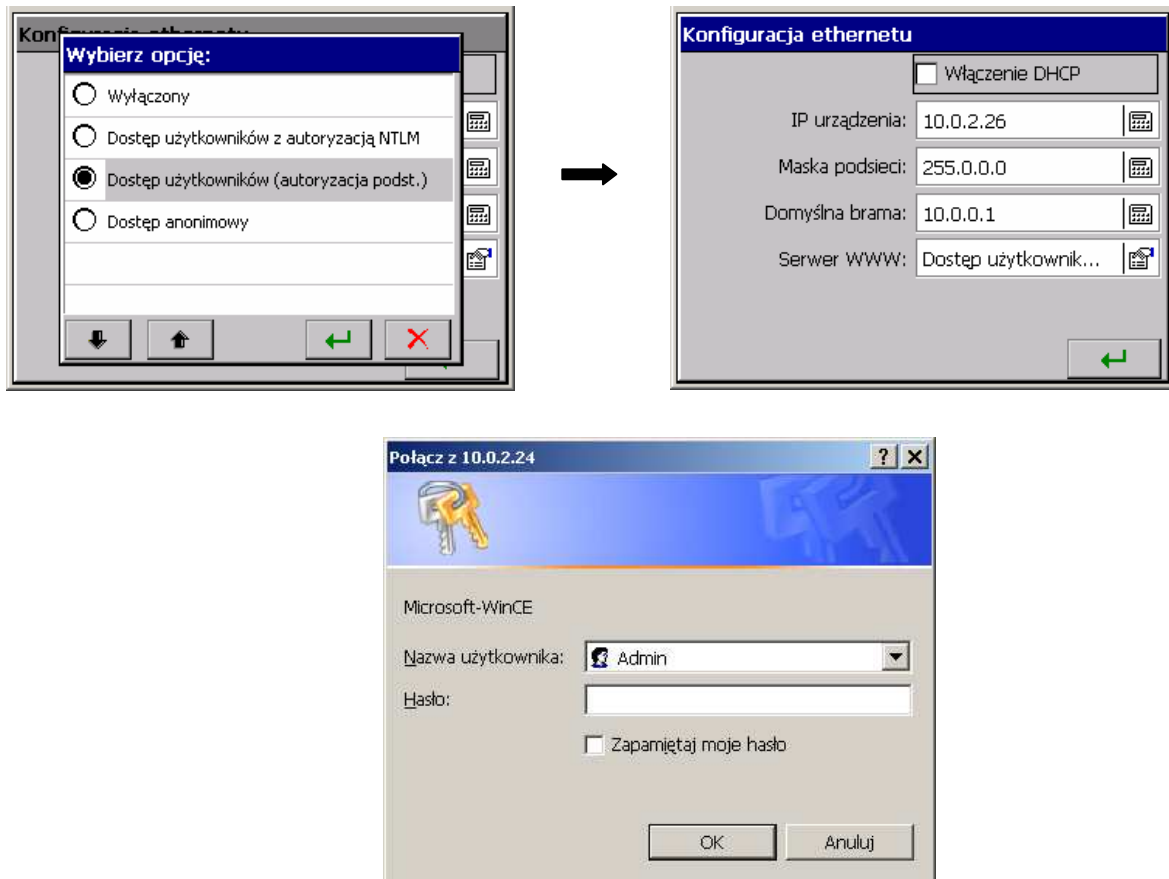 Wybierz opcję:
Wyłączony
Dostęp użytkowników z autoryzacją NTLM
Dostęp użytkowników (autoryzacja podst.)
Dostęp anonimowy
Konfiguracja ethernetu
Włączenie DHCP
IP urządzenia: 10.0.2.26
Maska podsieci: 255.0.0.0
Domyślna brama: 10.0.0.1
Serwer WWW: Dostęp użytkownik...
Połącz z 10.0.2.24
Microsoft-WinCE
Nazwa użytkownika: Admin
Hasło:
Zapamiętaj moje hasło
OK Anuluj